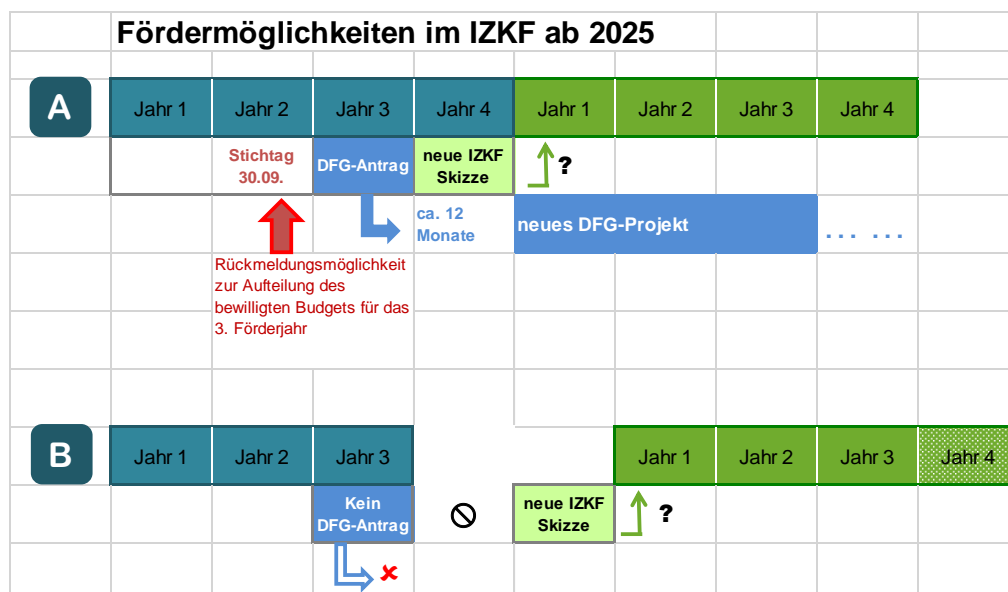 Fördermöglichkeiten im IZKF ab 2025
A
Jahr 1 Jahr 2 Jahr 3 Jahr 4 Jahr 1 Jahr 2 Jahr 3 Jahr 4
Stichtag
30.09.
DFG-Antrag
neue IZKF
Skizze
?
ca. 12
Monate
neues DFG-Projekt
... ...
Rückmeldungsmöglichkeit
zur Aufteilung des
bewilligten Budgets für das
3. Förderjahr
B
Jahr 1 Jahr 2 Jahr 3 Jahr 1 Jahr 2 Jahr 3 Jahr 4
Kein
DFG-Antrag
neue IZKF
Skizze
?